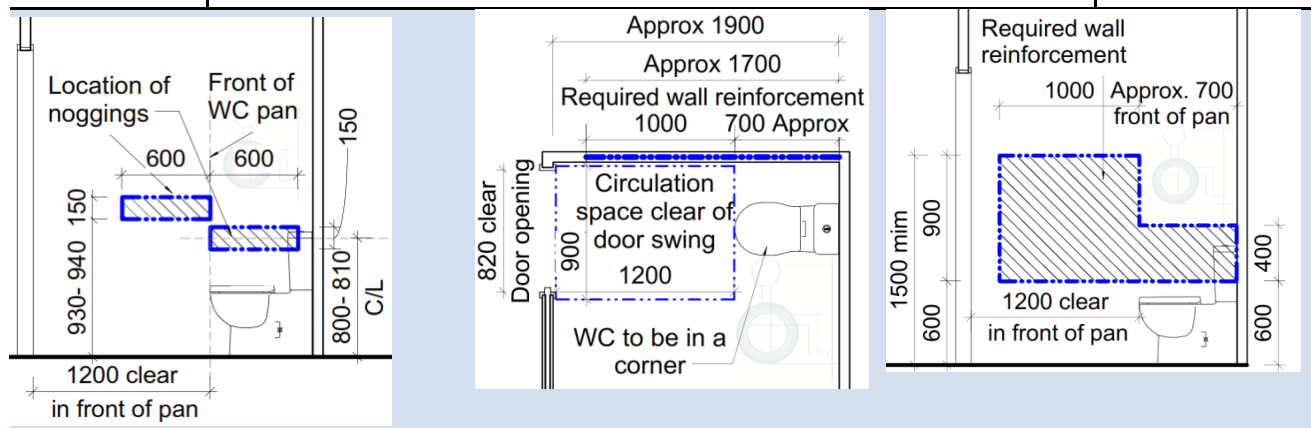 Location of
noggings
Front of
WC pan
600
600
150
150
930- 940
800- 810
C/L
1200 clear
in front of pan
Approx 1900
Approx 1700
Required wall reinforcement
1000
700 Approx
820 clear
Door opening
Circulation
space clear of
door swing
900
1200
WC to be in a
corner
Required wall
reinforcement
1000
Approx. 700
front of pan
1500 mim
900
600
400
600
1200 clear
in front of pan